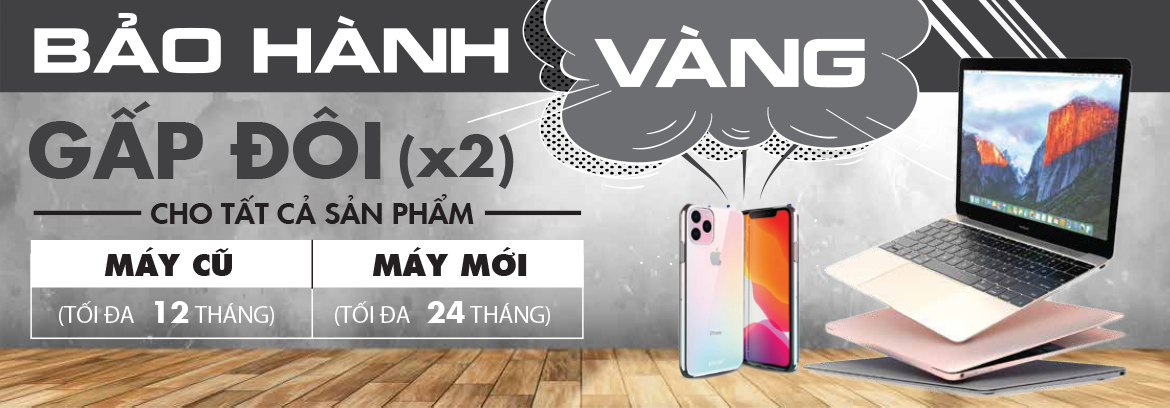 BẢO HÀNH VÀNG
GẤP ĐÔI (x2)
CHO TẤT CẢ SẢN PHẨM
MÁY CŨ MÁY MỚI
(TỐI ĐA 12 THÁNG) (TỐI ĐA 24 THÁNG)